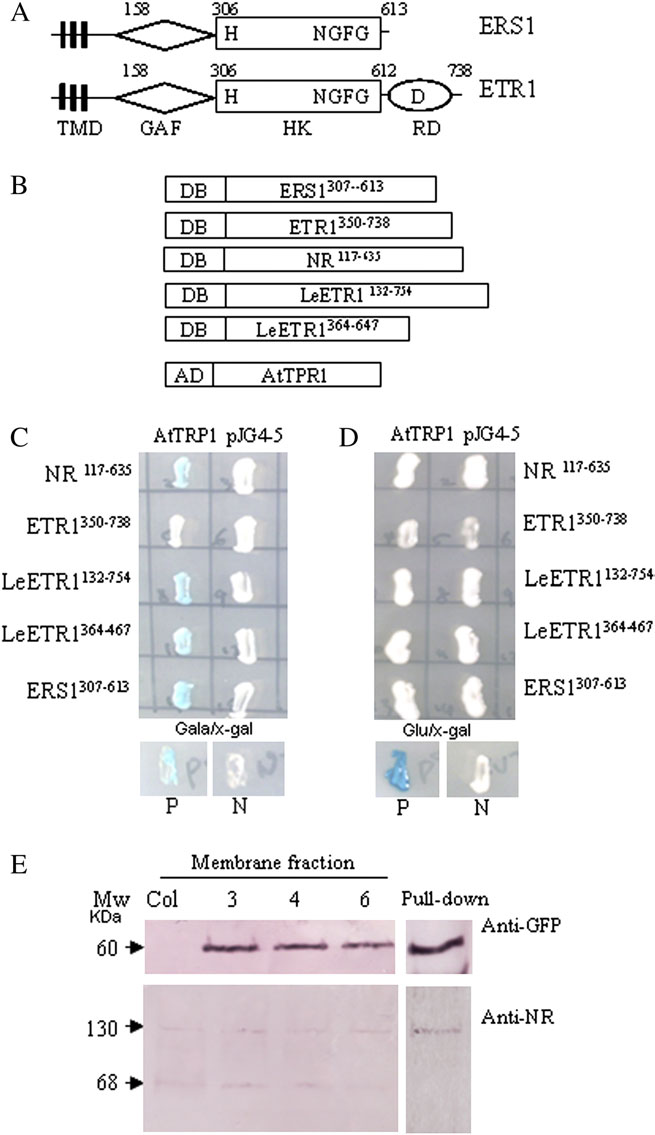 A
158 306 613
H NGFG ERS1
158 306 612 738
H NGFG D ETR1
TMD GAF HK RD
B
DB ERS1 307--613
DB ETR1 350-738
DB NR 117-435
DB LeETR1 132-754
DB LeETR1 364-647
AD AtTPR1
C
AtTRP1 pJG4-5
NR 117-635
ETR1 350-738
LeETR1 132-754
LeETR1 364-467
ERS1 307-613
Gala/x-gal
P N
D
AtTRP1 pJG4-5
NR 117-635
ETR1 350-738
LeETR1 132-754
LeETR1 364-467
ERS1 307-613
Glu/x-gal
P N
E
Membrane fraction
Mw Col 3 4 6 Pull-down
KDa
60 Anti-GFP
130 Anti-NR
68